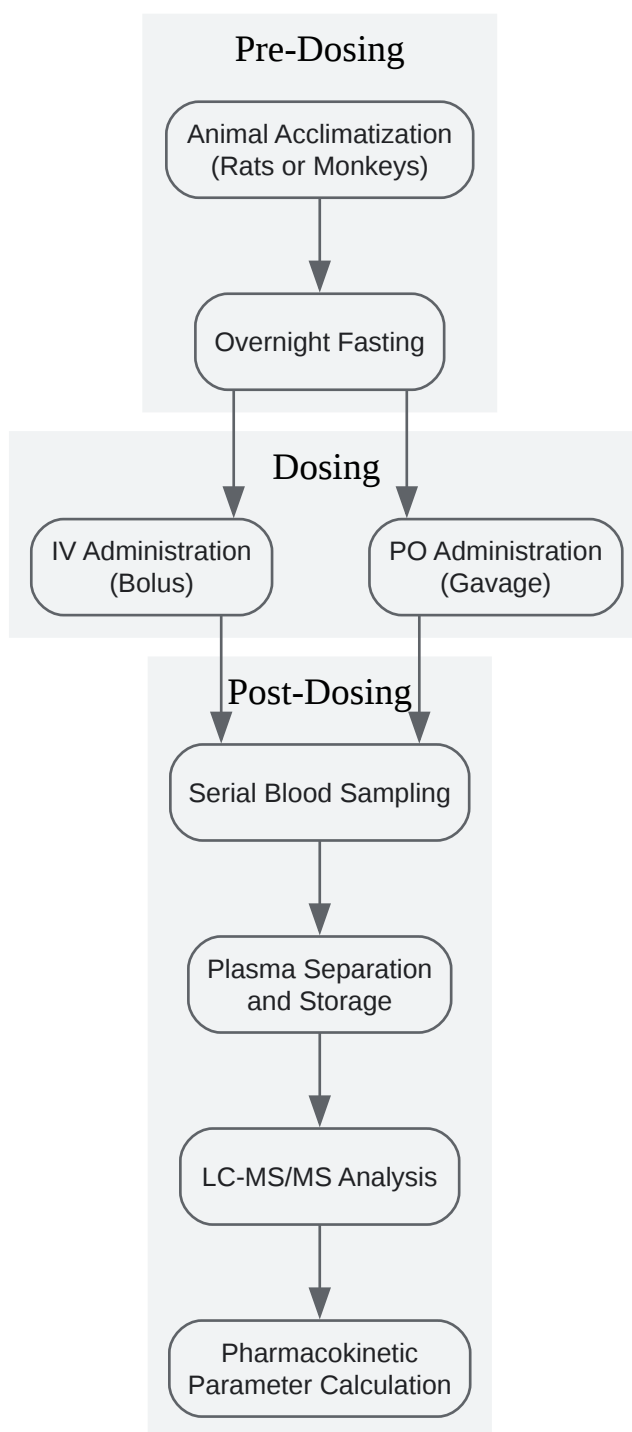 Pre-Dosing
Animal Acclimatization
(Rats or Monkeys)
Overnight Fasting
Dosing
IV Administration
(Bolus)
PO Administration
(Gavage)
Post-Dosing
Serial Blood Sampling
Plasma Separation
and Storage
LC-MS/MS Analysis
Pharmacokinetic
Parameter Calculation